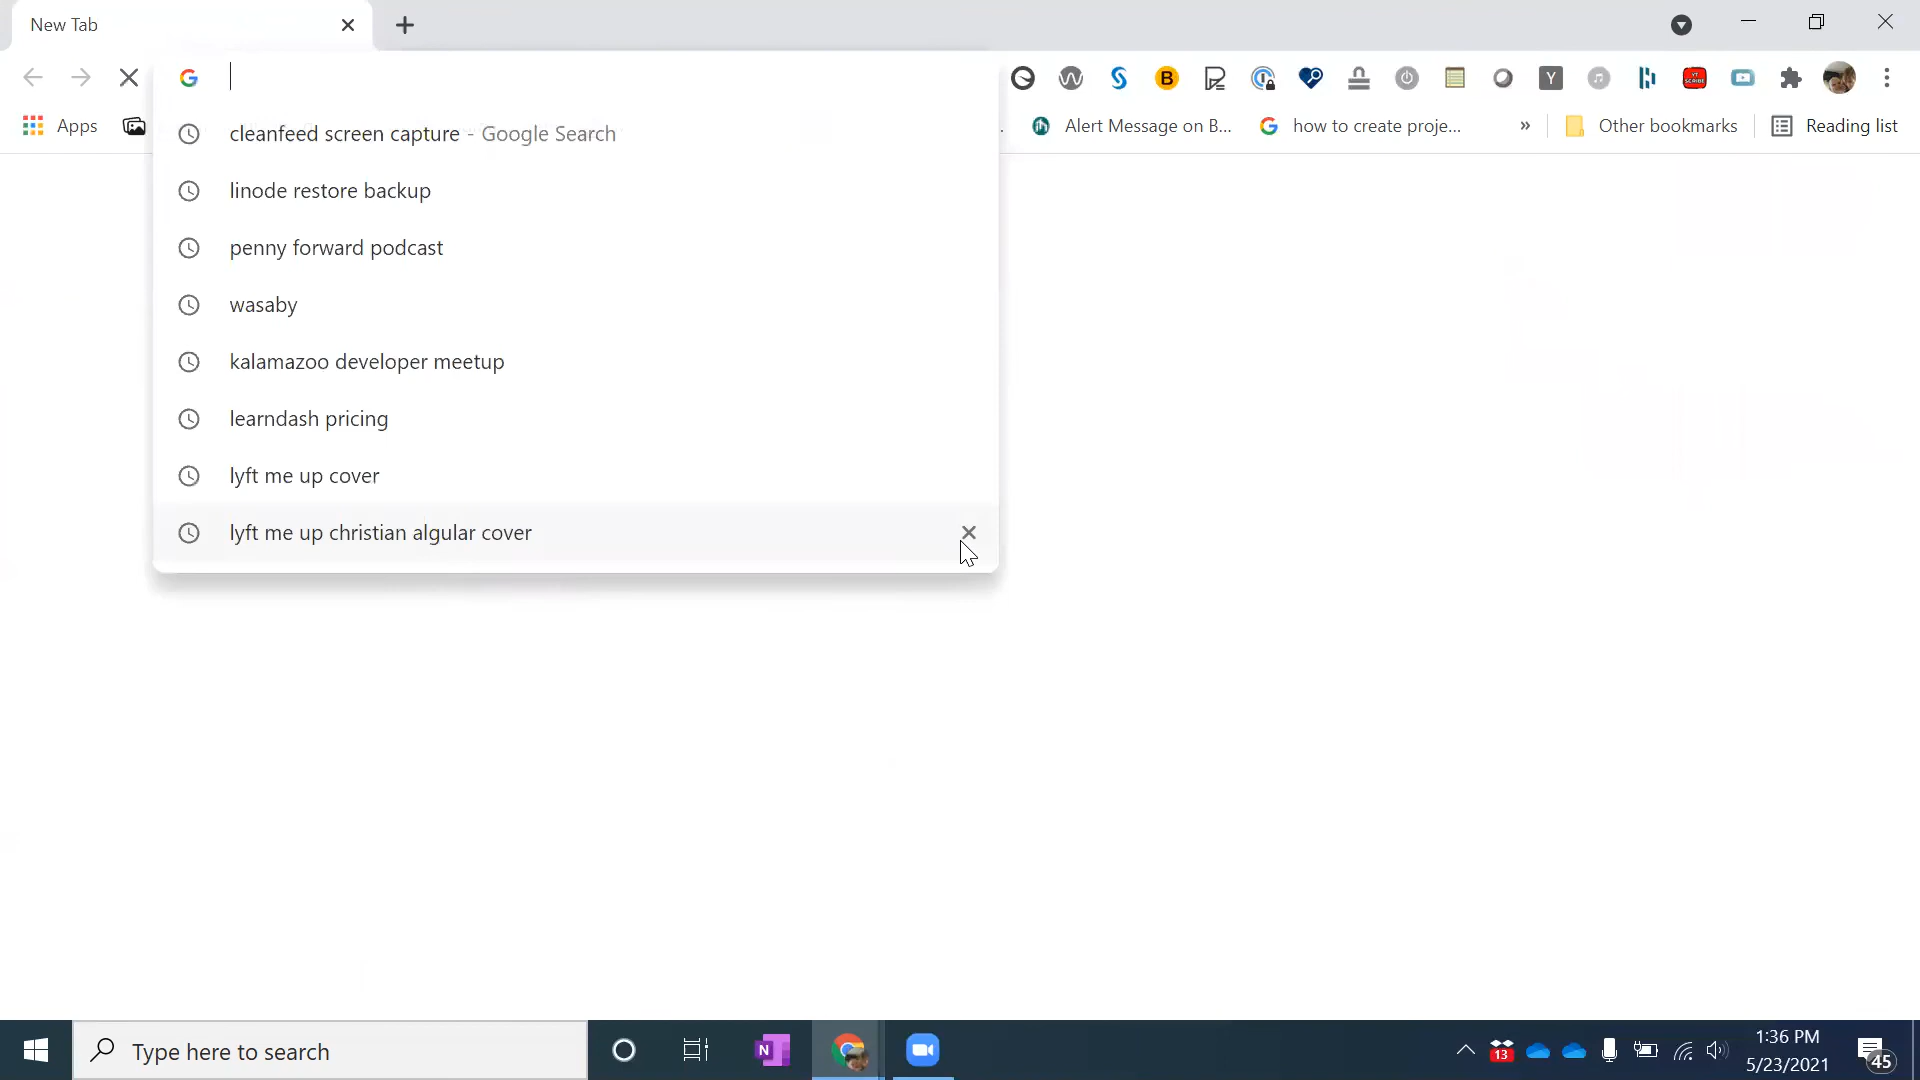 New Tab
cleanfeed screen capture - Google Search
linode restore backup
penny forward podcast
wasaby
kalamazoo developer meetup
learndash pricing
lyft me up cover
lyft me up christian algular cover
Apps
Alert Message on B...
how to create proje...
»
Other bookmarks
Reading list
Type here to search
13
1:36 PM
5/23/2021
45